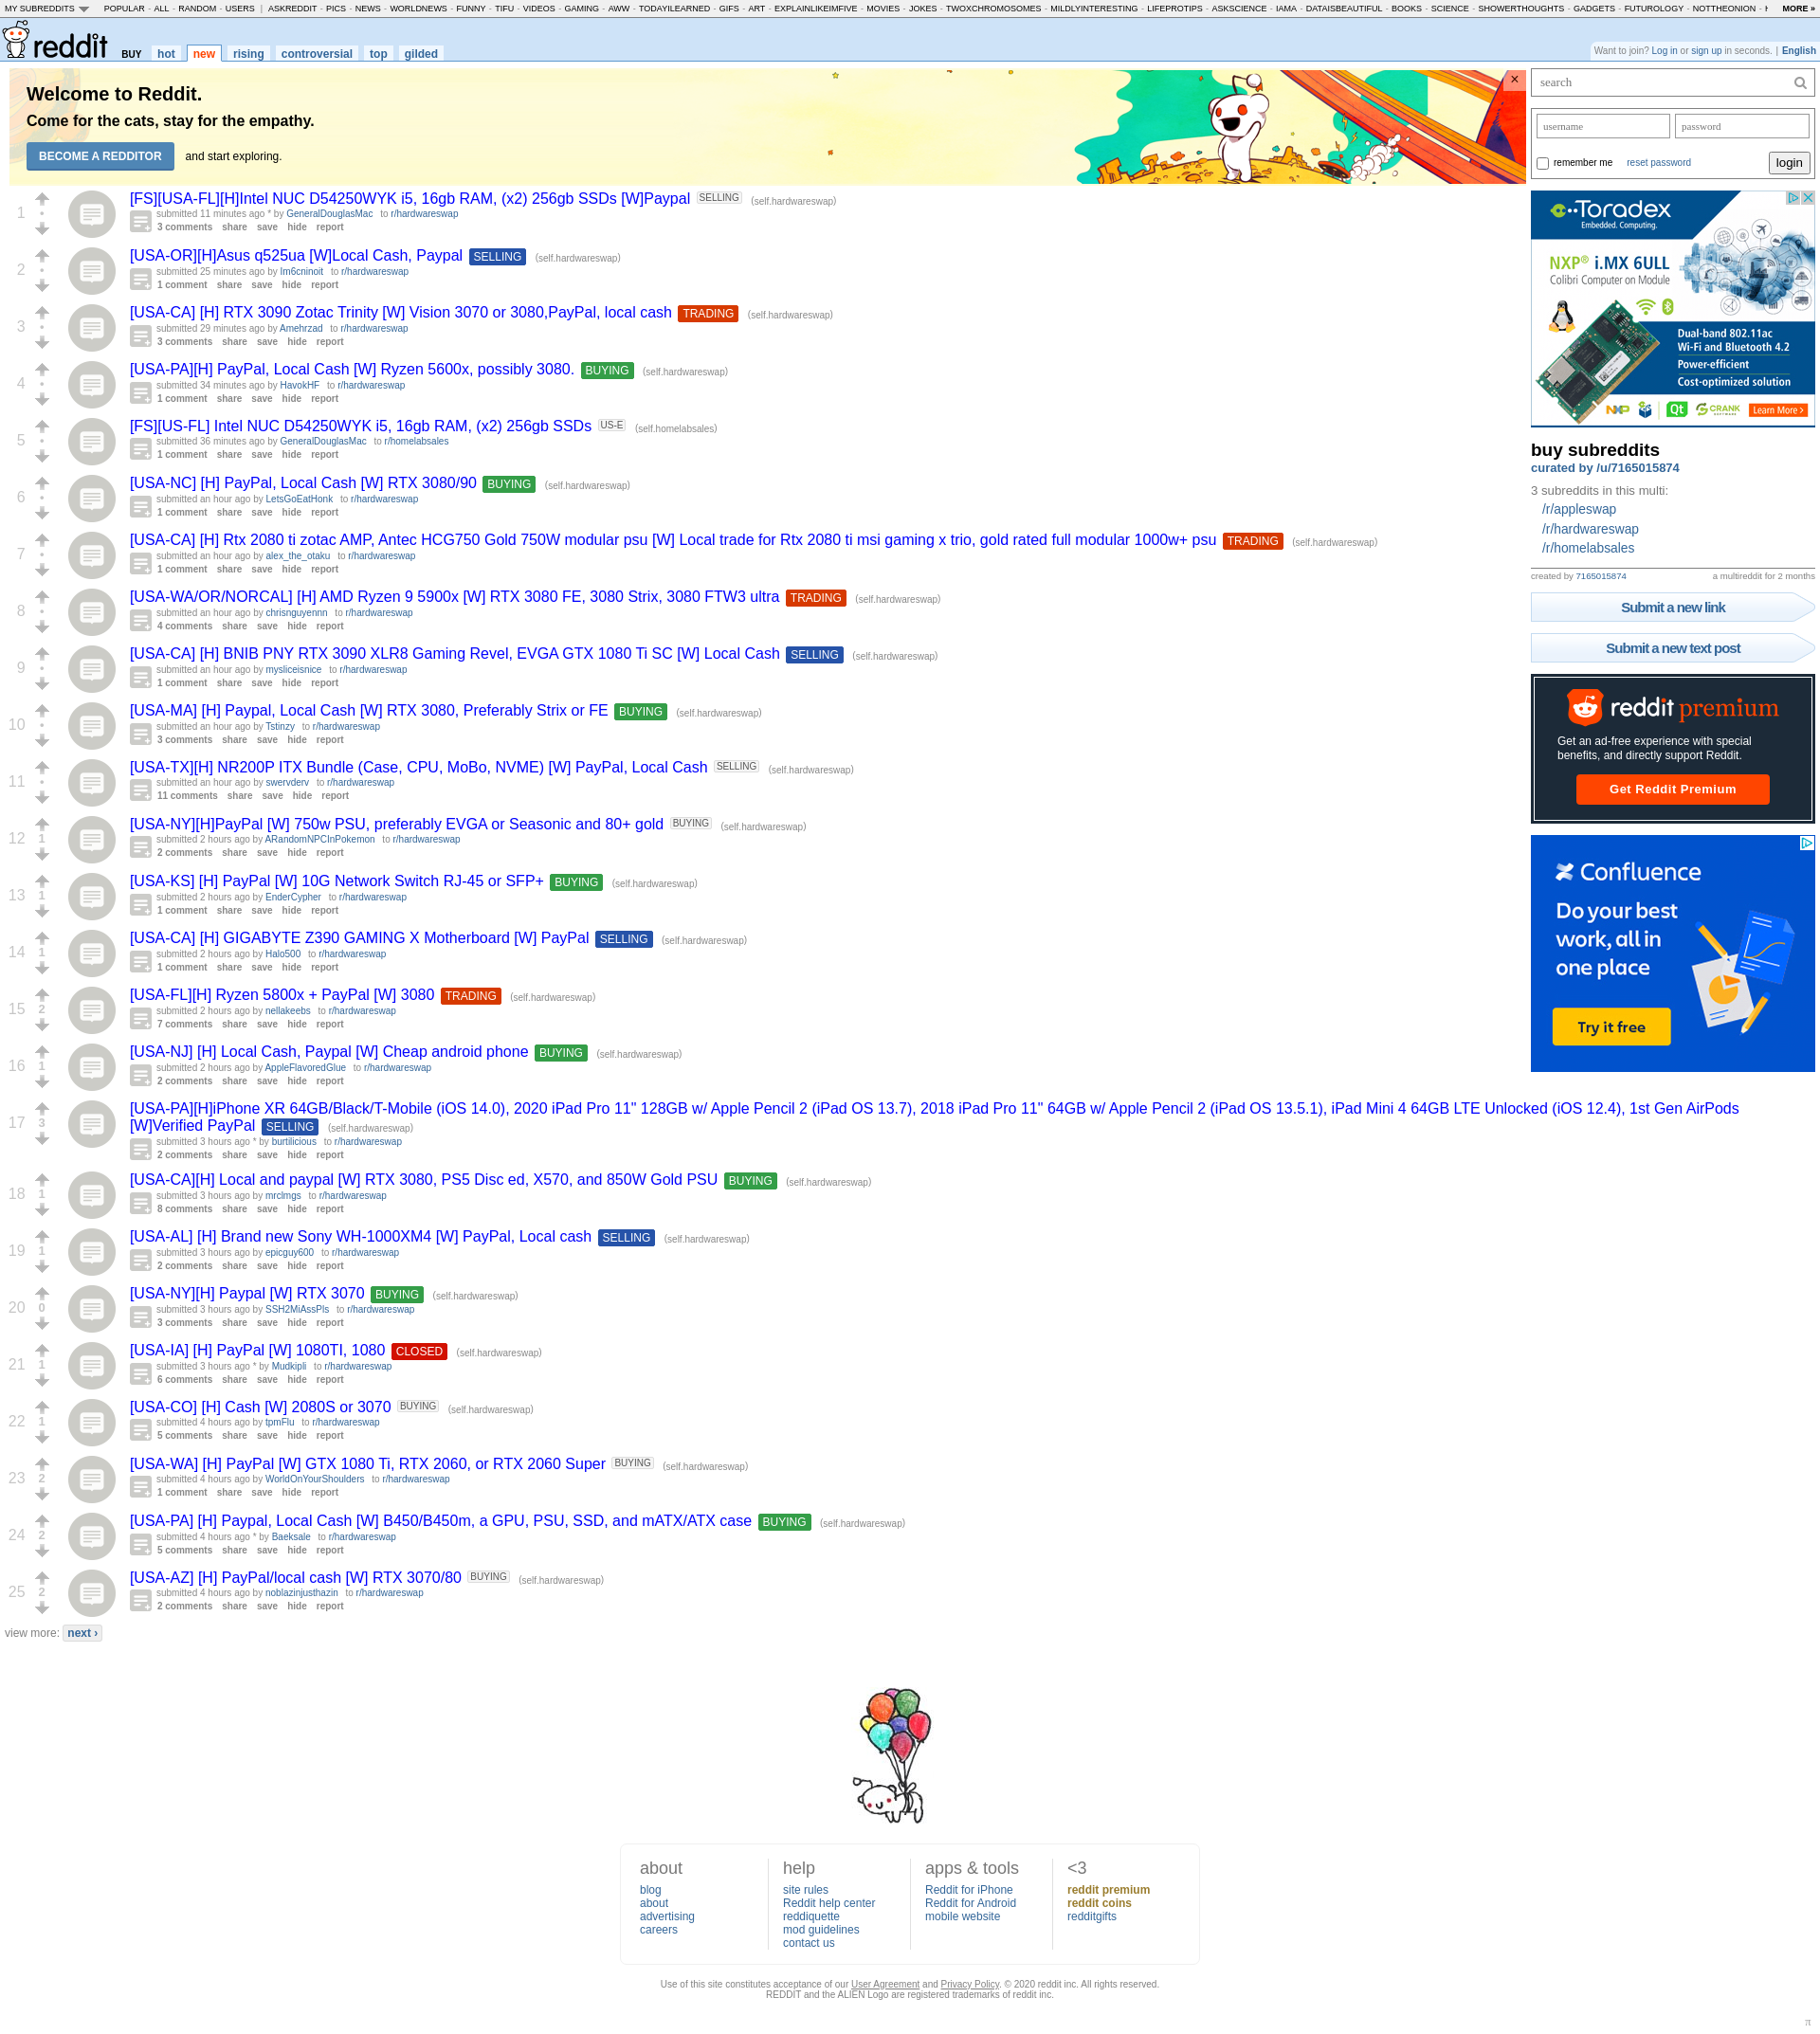 MY SUBREDDITS POPULAR - ALL - RANDOM - USERS | ASKREDDIT - PICS - NEWS - WORLDNEWS - FUNNY - TIFU - VIDEOS - GAMING - AWW - TODAYILEARNED - GIFS - ART - EXPLAINLIKEIMFIVE - MOVIES - JOKES - TWOXCHROMOSOMES - MILDLYINTERESTING - LIFEPROTIPS - ASKSCIENCE - IAMA - DATAISBEAUTIFUL - BOOKS - SCIENCE - SHOWERTHOUGHTS - GADGETS - FUTUROLOGY - NOTTHEONION - MORE »
reddit BUY hot new rising controversial top gilded
Want to join? Log in or sign up in seconds. | English
Welcome to Reddit.
Come for the cats, stay for the empathy.
BECOME A REDDITOR and start exploring.
×
1
[FS][USA-FL][H]Intel NUC D54250WYK i5, 16gb RAM, (x2) 256gb SSDs [W]Paypal SELLING (self.hardwareswap)
submitted 11 minutes ago * by GeneralDouglasMac to r/hardwareswap
3 comments share save hide report
2
[USA-OR][H]Asus q525ua [W]Local Cash, Paypal SELLING (self.hardwareswap)
submitted 25 minutes ago by Im6cninoit to r/hardwareswap
1 comment share save hide report
3
[USA-CA] [H] RTX 3090 Zotac Trinity [W] Vision 3070 or 3080,PayPal, local cash TRADING (self.hardwareswap)
submitted 29 minutes ago by Amehrzad to r/hardwareswap
3 comments share save hide report
4
[USA-PA][H] PayPal, Local Cash [W] Ryzen 5600x, possibly 3080. BUYING (self.hardwareswap)
submitted 34 minutes ago by HavokHF to r/hardwareswap
1 comment share save hide report
5
[FS][US-FL] Intel NUC D54250WYK i5, 16gb RAM, (x2) 256gb SSDs US-E (self.homelabsales)
submitted 36 minutes ago by GeneralDouglasMac to r/homelabsales
1 comment share save hide report
6
[USA-NC] [H] PayPal, Local Cash [W] RTX 3080/90 BUYING (self.hardwareswap)
submitted an hour ago by LetsGoEatHonk to r/hardwareswap
1 comment share save hide report
7
[USA-CA] [H] Rtx 2080 ti zotac AMP, Antec HCG750 Gold 750W modular psu [W] Local trade for Rtx 2080 ti msi gaming x trio, gold rated full modular 1000w+ psu TRADING (self.hardwareswap)
submitted an hour ago by alex_the_otaku to r/hardwareswap
1 comment share save hide report
8
[USA-WA/OR/NORCAL] [H] AMD Ryzen 9 5900x [W] RTX 3080 FE, 3080 Strix, 3080 FTW3 ultra TRADING (self.hardwareswap)
submitted an hour ago by chrisnguyennn to r/hardwareswap
4 comments share save hide report
9
[USA-CA] [H] BNIB PNY RTX 3090 XLR8 Gaming Revel, EVGA GTX 1080 Ti SC [W] Local Cash SELLING (self.hardwareswap)
submitted an hour ago by mysliceisnice to r/hardwareswap
1 comment share save hide report
10
[USA-MA] [H] Paypal, Local Cash [W] RTX 3080, Preferably Strix or FE BUYING (self.hardwareswap)
submitted an hour ago by Tstinzy to r/hardwareswap
3 comments share save hide report
11
[USA-TX][H] NR200P ITX Bundle (Case, CPU, MoBo, NVME) [W] PayPal, Local Cash SELLING (self.hardwareswap)
submitted an hour ago by swervderv to r/hardwareswap
11 comments share save hide report
12 1
[USA-NY][H]PayPal [W] 750w PSU, preferably EVGA or Seasonic and 80+ gold BUYING (self.hardwareswap)
submitted 2 hours ago by ARandomNPCInPokemon to r/hardwareswap
2 comments share save hide report
13 1
[USA-KS] [H] PayPal [W] 10G Network Switch RJ-45 or SFP+ BUYING (self.hardwareswap)
submitted 2 hours ago by EnderCypher to r/hardwareswap
1 comment share save hide report
14 1
[USA-CA] [H] GIGABYTE Z390 GAMING X Motherboard [W] PayPal SELLING (self.hardwareswap)
submitted 2 hours ago by Halo500 to r/hardwareswap
1 comment share save hide report
15 2
[USA-FL][H] Ryzen 5800x + PayPal [W] 3080 TRADING (self.hardwareswap)
submitted 2 hours ago by nellakeebs to r/hardwareswap
7 comments share save hide report
16 1
[USA-NJ] [H] Local Cash, Paypal [W] Cheap android phone BUYING (self.hardwareswap)
submitted 2 hours ago by AppleFlavoredGlue to r/hardwareswap
2 comments share save hide report
17 3
[USA-PA][H]iPhone XR 64GB/Black/T-Mobile (iOS 14.0), 2020 iPad Pro 11" 128GB w/ Apple Pencil 2 (iPad OS 13.7), 2018 iPad Pro 11" 64GB w/ Apple Pencil 2 (iPad OS 13.5.1), iPad Mini 4 64GB LTE Unlocked (iOS 12.4), 1st Gen AirPods
[W]Verified PayPal SELLING (self.hardwareswap)
submitted 3 hours ago * by burtilicious to r/hardwareswap
2 comments share save hide report
18 1
[USA-CA][H] Local and paypal [W] RTX 3080, PS5 Disc ed, X570, and 850W Gold PSU BUYING (self.hardwareswap)
submitted 3 hours ago by mrclmgs to r/hardwareswap
8 comments share save hide report
19 1
[USA-AL] [H] Brand new Sony WH-1000XM4 [W] PayPal, Local cash SELLING (self.hardwareswap)
submitted 3 hours ago by epicguy600 to r/hardwareswap
2 comments share save hide report
20 0
[USA-NY][H] Paypal [W] RTX 3070 BUYING (self.hardwareswap)
submitted 3 hours ago by SSH2MiAssPls to r/hardwareswap
3 comments share save hide report
21 1
[USA-IA] [H] PayPal [W] 1080TI, 1080 CLOSED (self.hardwareswap)
submitted 3 hours ago * by Mudkipli to r/hardwareswap
6 comments share save hide report
22 1
[USA-CO] [H] Cash [W] 2080S or 3070 BUYING (self.hardwareswap)
submitted 4 hours ago by tpmFlu to r/hardwareswap
5 comments share save hide report
23 2
[USA-WA] [H] PayPal [W] GTX 1080 Ti, RTX 2060, or RTX 2060 Super BUYING (self.hardwareswap)
submitted 4 hours ago by WorldOnYourShoulders to r/hardwareswap
1 comment share save hide report
24 2
[USA-PA] [H] Paypal, Local Cash [W] B450/B450m, a GPU, PSU, SSD, and mATX/ATX case BUYING (self.hardwareswap)
submitted 4 hours ago * by Baeksale to r/hardwareswap
5 comments share save hide report
25 2
[USA-AZ] [H] PayPal/local cash [W] RTX 3070/80 BUYING (self.hardwareswap)
submitted 4 hours ago by noblazinjusthazin to r/hardwareswap
2 comments share save hide report
view more: next ›
search
username password
remember me reset password login
Toradex
Embedded. Computing.
NXP® i.MX 6ULL
Colibri Computer on Module
Dual-band 802.11ac
Wi-Fi and Bluetooth 4.2
Power-efficient
Cost-optimized solution
NXP Qt CRANK Learn More >
buy subreddits
curated by /u/7165015874
3 subreddits in this multi:
/r/appleswap
/r/hardwareswap
/r/homelabsales
created by 7165015874 a multireddit for 2 months
Submit a new link
Submit a new text post
reddit premium
Get an ad-free experience with special
benefits, and directly support Reddit.
Get Reddit Premium
Confluence
Do your best
work, all in
one place
Try it free
about
blog
about
advertising
careers
help
site rules
Reddit help center
reddiquette
mod guidelines
contact us
apps & tools
Reddit for iPhone
Reddit for Android
mobile website
<3
reddit premium
reddit coins
redditgifts
Use of this site constitutes acceptance of our User Agreement and Privacy Policy. © 2020 reddit inc. All rights reserved.
REDDIT and the ALIEN Logo are registered trademarks of reddit inc.
π